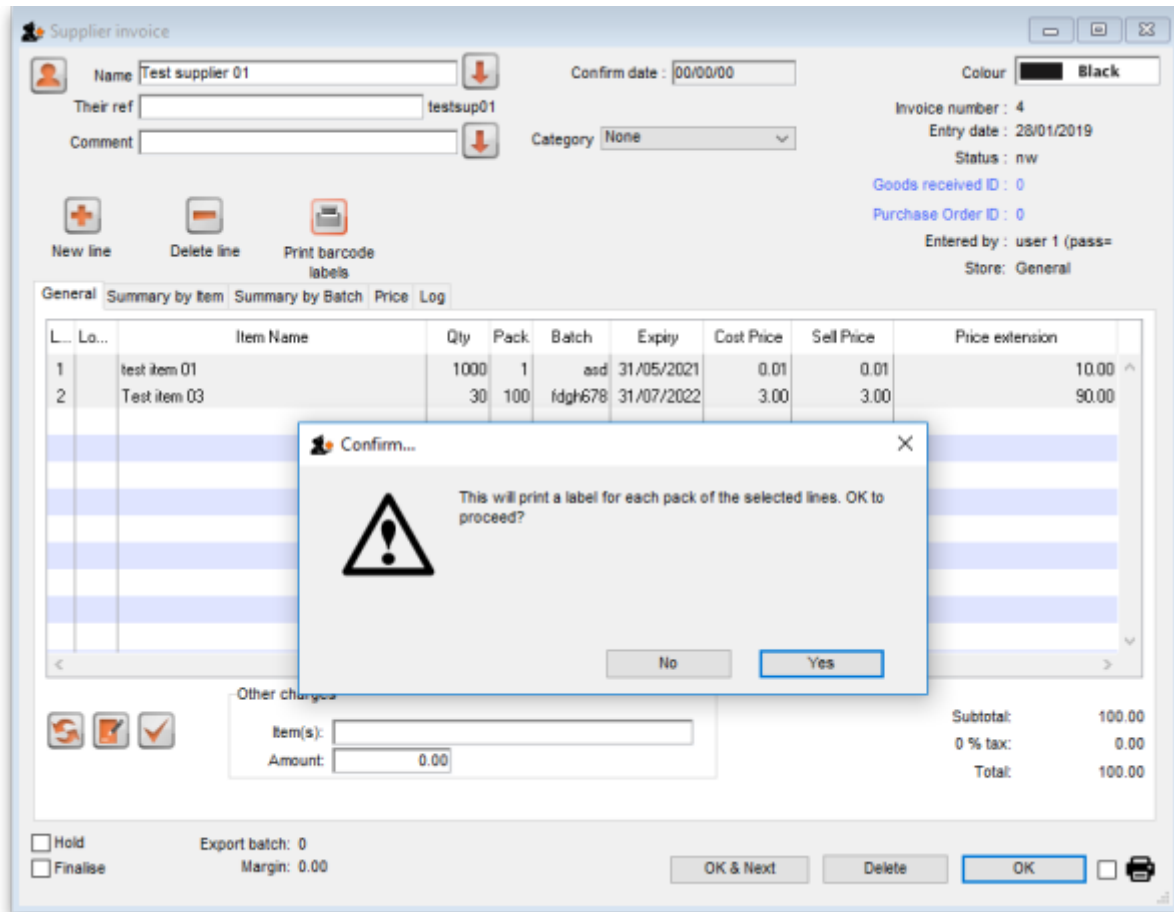 Supplier invoice
Name Test supplier 01 Confirm date : 00/00/00 Colour Black
Their ref testsup01 Invoice number : 4
Comment Category None Entry date : 28/01/2019
Status : nw
Goods received ID : 0
Purchase Order ID : 0
New line Delete line Print barcode labels Entered by : user 1 (pass=
Store: General
General Summary by Item Summary by Batch Price Log
L... Lo... Item Name Qty Pack Batch Expiry Cost Price Sell Price Price extension
1 test item 01 1000 1 asd 31/05/2021 0.01 0.01 10.00
2 Test item 03 30 100 fdgh678 31/07/2022 3.00 3.00 90.00
Confirm...
This will print a label for each pack of the selected lines. OK to
proceed?
No Yes
Other charges
Item(s):
Amount: 0.00
Subtotal: 100.00
0 % tax: 0.00
Total: 100.00
Hold Export batch: 0
Finalise Margin: 0.00
OK & Next Delete OK